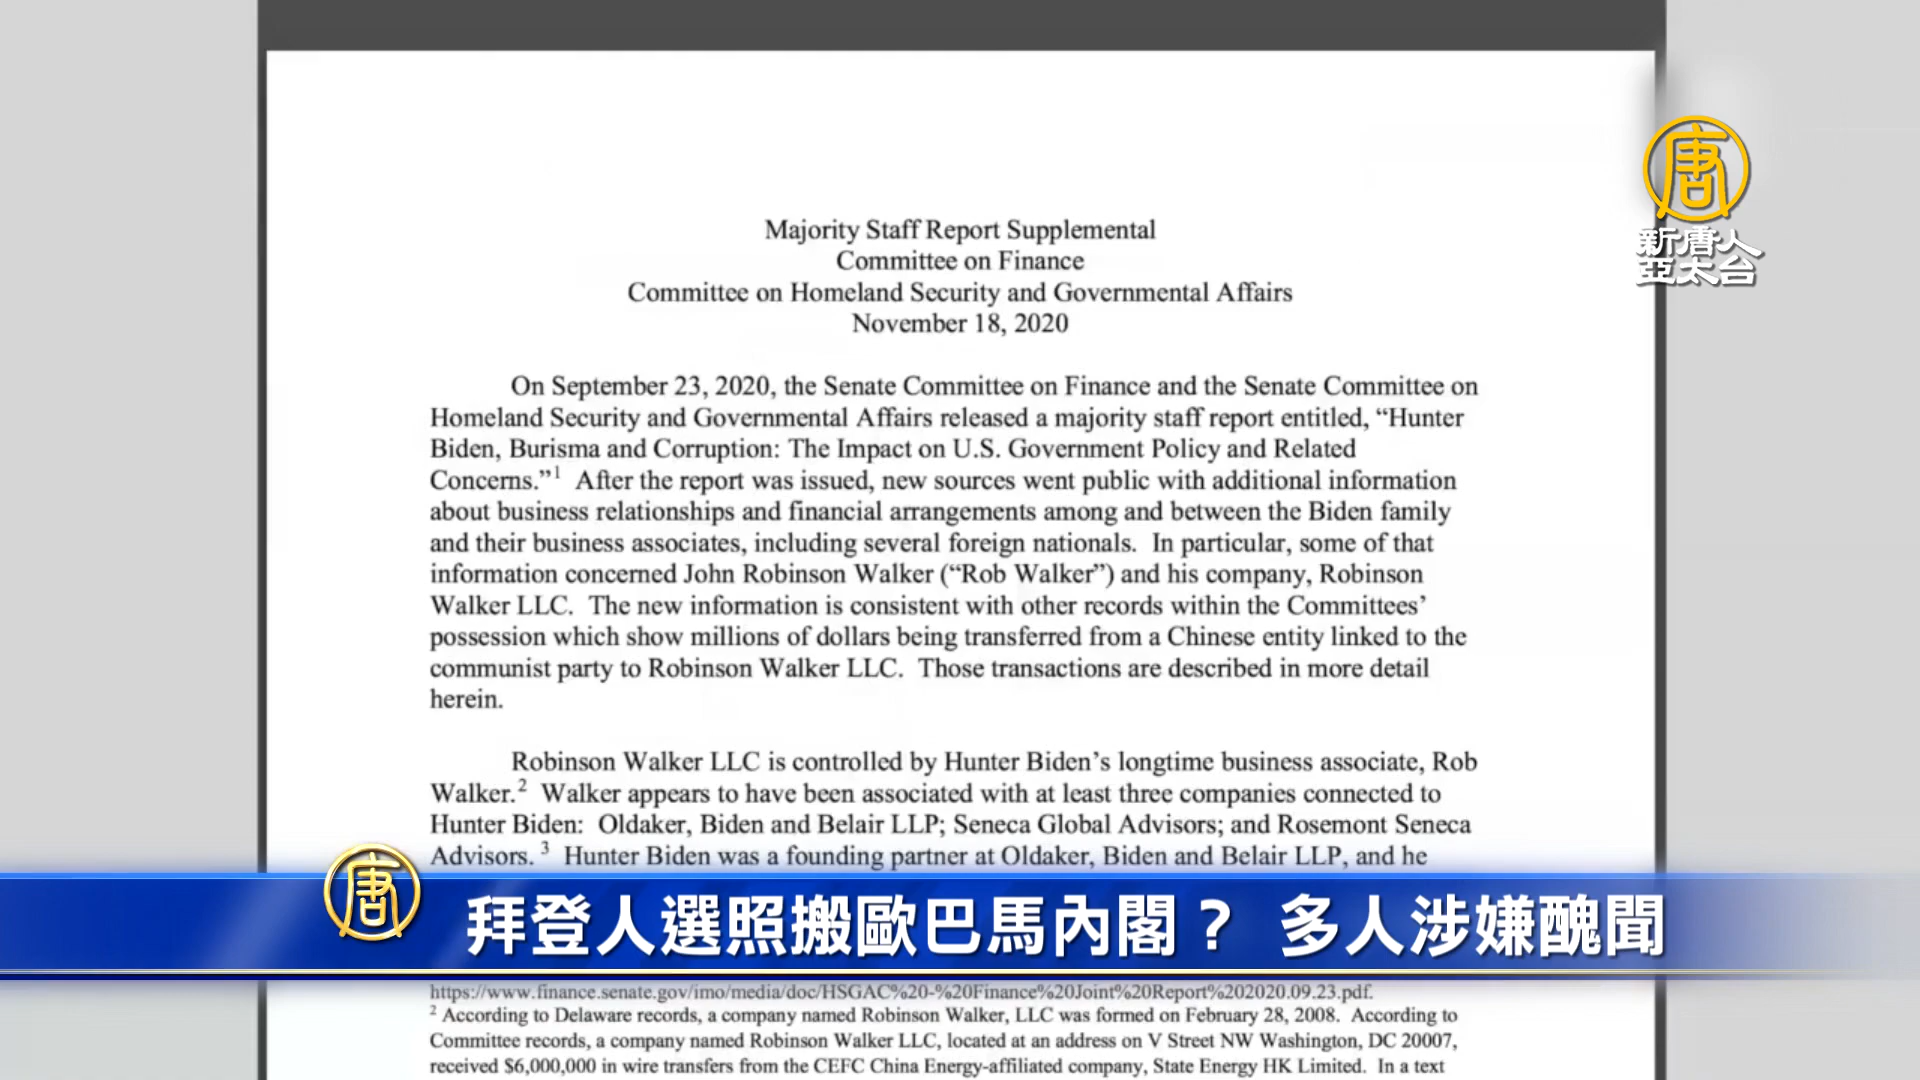 Majority Staff Report Supplemental
Committee on Finance
Committee on Homeland Security and Governmental Affairs
November 18, 2020
唐
新唐人
亞太台
On September 23, 2020, the Senate Committee on Finance and the Senate Committee on
Homeland Security and Governmental Affairs released a majority staff report entitled, “Hunter
Biden, Burisma and Corruption: The Impact on U.S. Government Policy and Related
Concerns.”1 After the report was issued, new sources went public with additional information
about business relationships and financial arrangements among and between the Biden family
and their business associates, including several foreign nationals. In particular, some of that
information concerned John Robinson Walker (“Rob Walker”) and his company, Robinson
Walker LLC. The new information is consistent with other records within the Committees’
possession which show millions of dollars being transferred from a Chinese entity linked to the
communist party to Robinson Walker LLC. Those transactions are described in more detail
herein.
Robinson Walker LLC is controlled by Hunter Biden’s longtime business associate, Rob
Walker.2 Walker appears to have been associated with at least three companies connected to
Hunter Biden: Oldaker, Biden and Belair LLP; Seneca Global Advisors; and Rosemont Seneca
Advisors. 3 Hunter Biden was a founding partner at Oldaker, Biden and Belair LLP, and he
唐
拜登人選照搬歐巴馬內閣？ 多人涉嫌醜聞
https://www.finance.senate.gov/imo/media/doc/HSGAC%20-%20Finance%20Joint%20Report%202020.09.23.pdf.
2 According to Delaware records, a company named Robinson Walker, LLC was formed on February 28, 2008. According to
Committee records, a company named Robinson Walker LLC, located at an address on V Street NW Washington, DC 20007,
received $6,000,000 in wire transfers from the CEFC China Energy-affiliated company, State Energy HK Limited. In a text